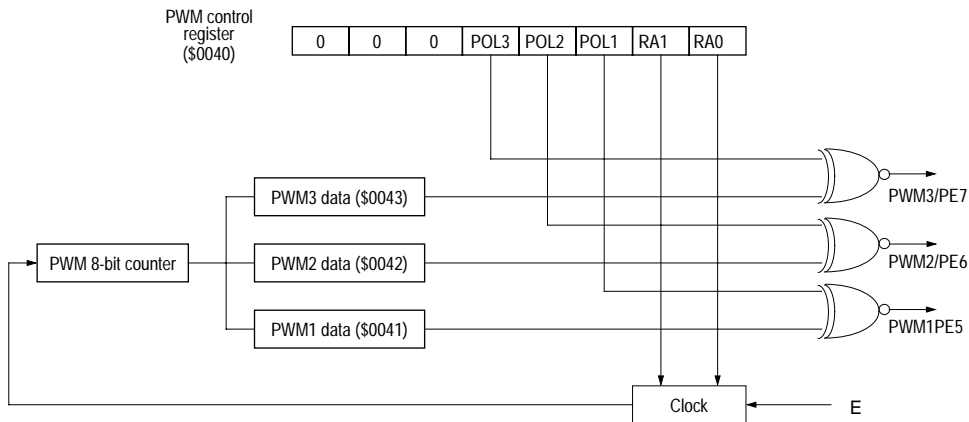 PWM control
register
($0040)
0 0 0 POL3 POL2 POL1 RA1 RA0
PWM3 data ($0043)
PWM3/PE7
PWM 8-bit counter
PWM2 data ($0042)
PWM2/PE6
PWM1 data ($0041)
PWM1PE5
Clock
E